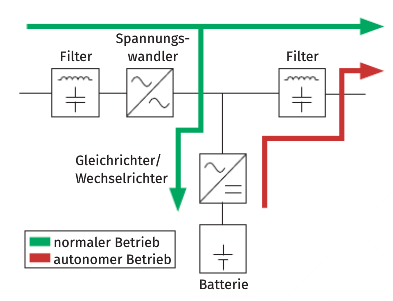 Spannungs-
wandler
Filter
Filter
Gleichrichter/
Wechselrichter
normaler Betrieb
autonomer Betrieb
Batterie